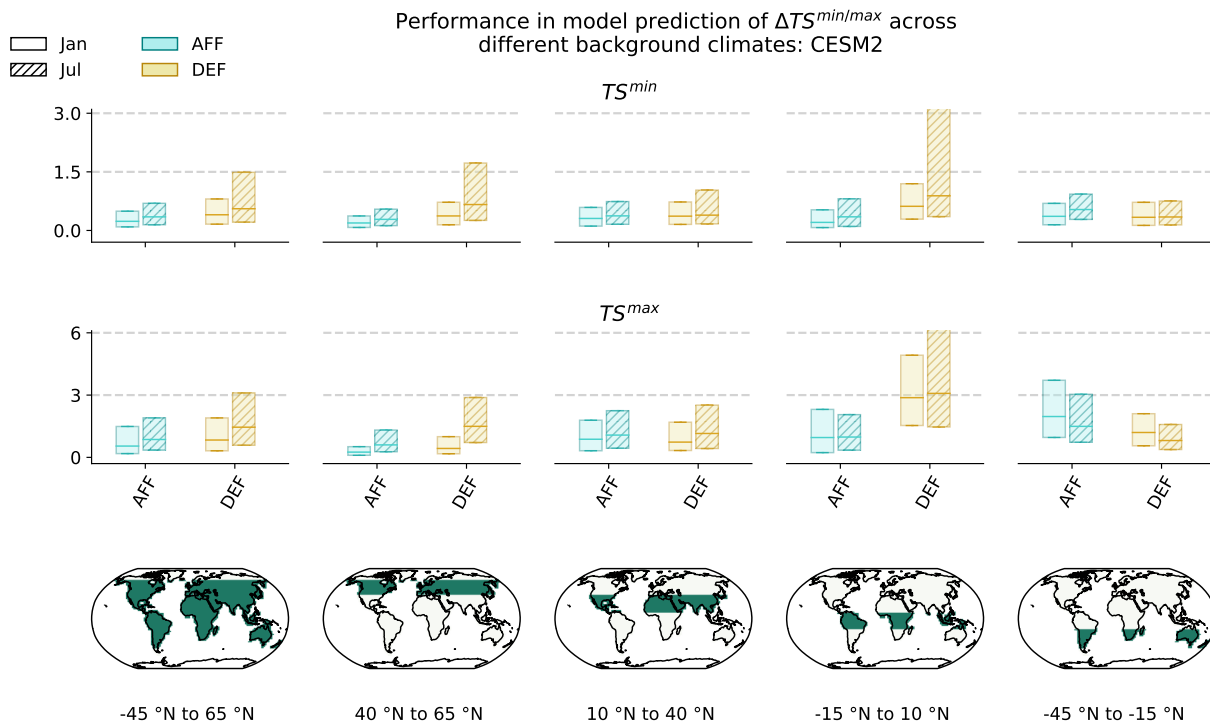 Performance in model prediction of ΔTS^min/max across
different background climates: CESM2
Jan AFF
Jul DEF
TS^min
3.0
1.5
0.0
TS^max
6
3
0
AFF DEF AFF DEF AFF DEF AFF DEF AFF DEF
-45 °N to 65 °N 40 °N to 65 °N 10 °N to 40 °N -15 °N to 10 °N -45 °N to -15 °N